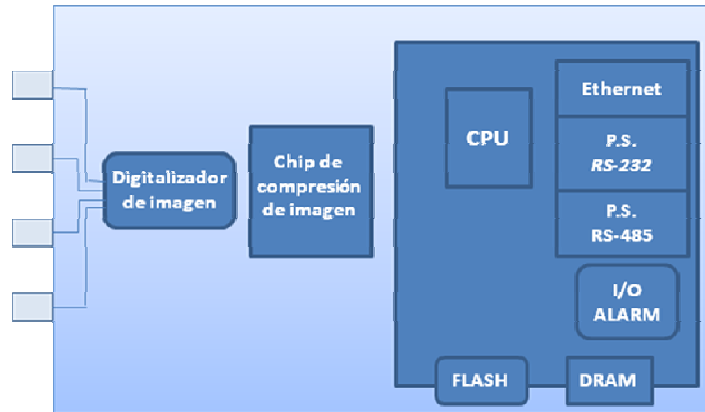 Digitalizador
de imagen
Chip de
compresión
de imagen
CPU
Ethernet
P.S.
RS-232
P.S.
RS-485
I/O
ALARM
FLASH
DRAM